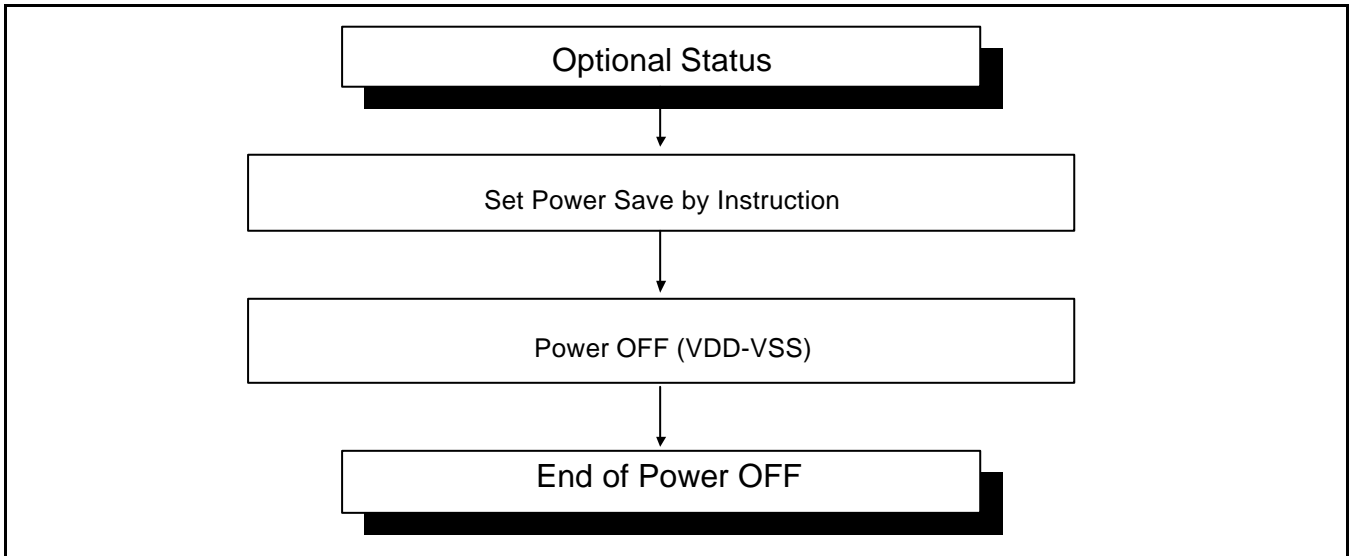 Optional Status
Set Power Save by Instruction
Power OFF (VDD-VSS)
End of Power OFF